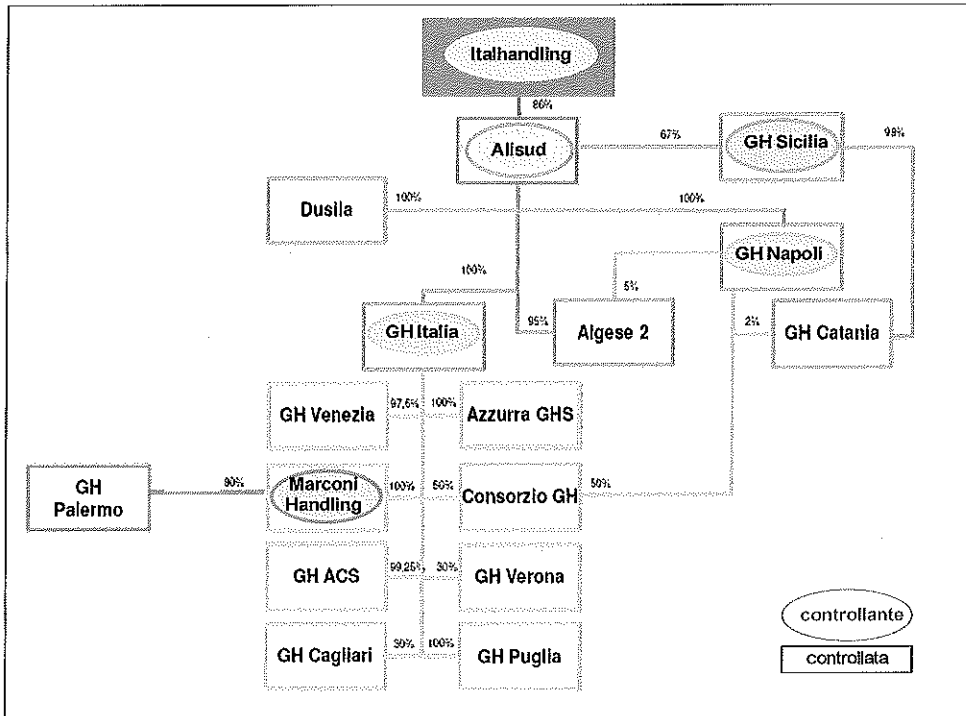 Italhandling
86%
Alisud
67%
GH Sicilia
98%
Dusila
100%
100%
GH Napoli
100%
5%
GH Italia
95%
Algese 2
2%
GH Catania
GH Venezia
97,5%
100%
Azzurra GHS
GH
Palermo
90%
Marconi
Handling
100%
50%
Consorzio GH
50%
GH ACS
99,25%
30%
GH Verona
GH Cagliari
30%
100%
GH Puglia
controllante
controllata